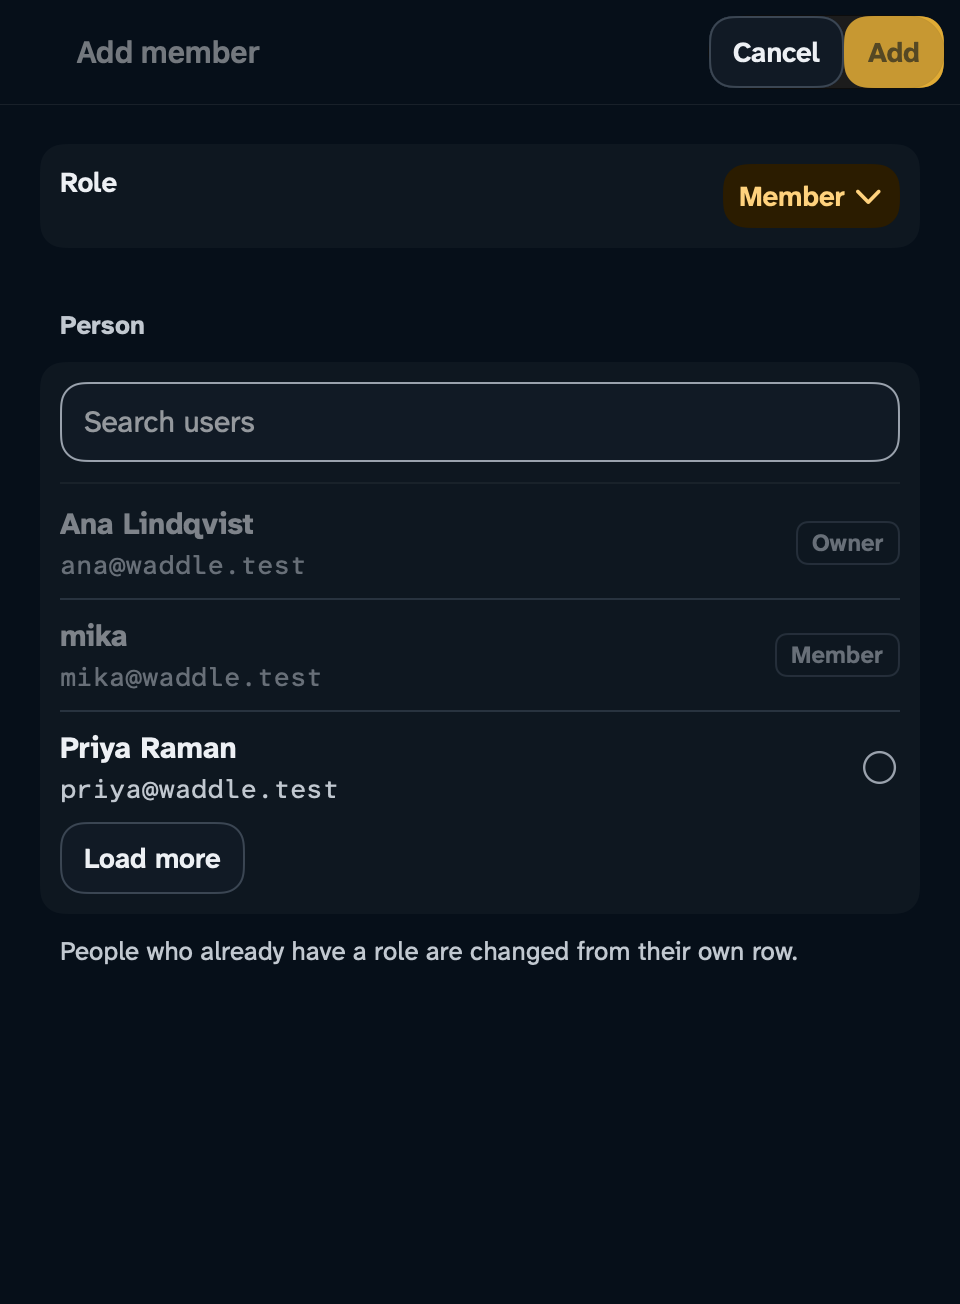 Add member
Cancel
Add
Role
Member
Person
Search users
Ana Lindqvist
ana@waddle.test
Owner
mika
mika@waddle.test
Member
Priya Raman
priya@waddle.test
Load more
People who already have a role are changed from their own row.